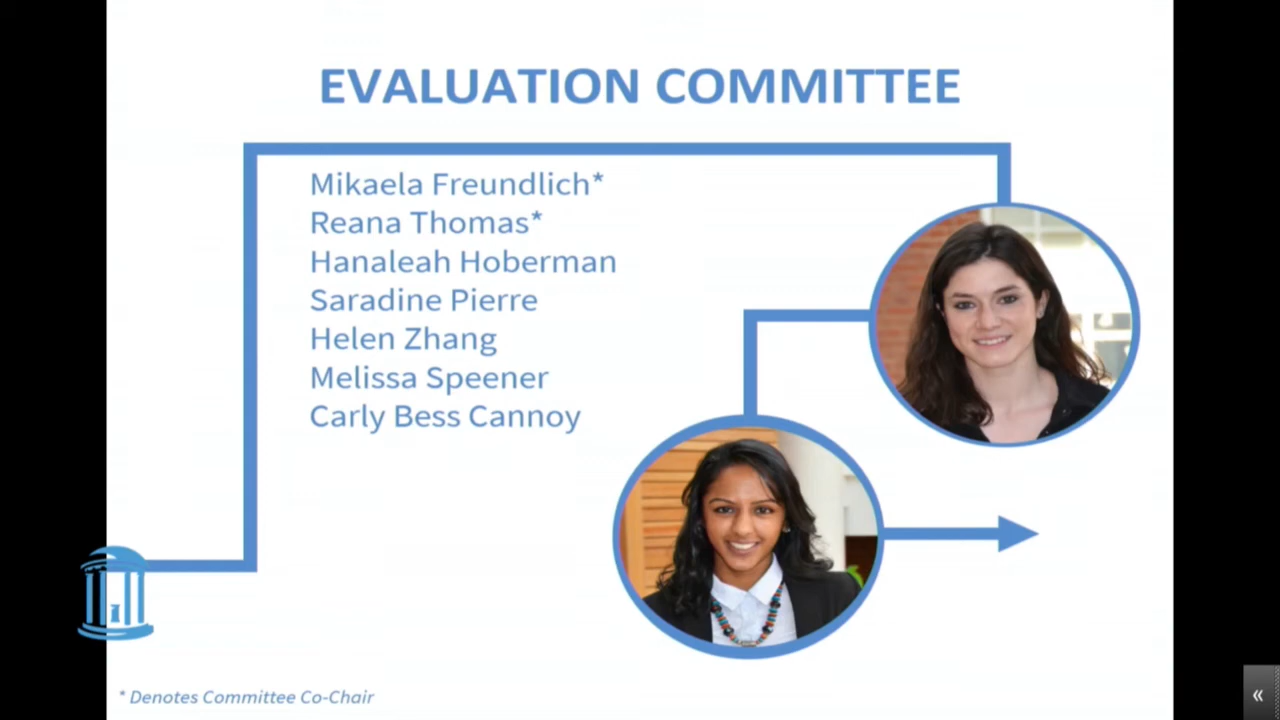 EVALUATION COMMITTEE
Mikaela Freundlich*
Reana Thomas*
Hanaleah Hoberman
Saradine Pierre
Helen Zhang
Melissa Speener
Carly Bess Cannoy
* Denotes Committee Co-Chair
«